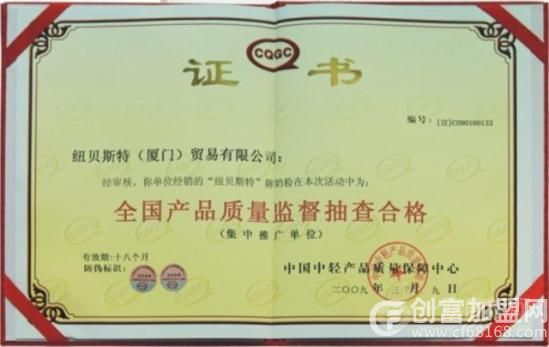 CQGC
证 书
编号：[宣]C090100133
纽贝斯特（厦门）贸易有限公司：
经审核，你单位经销的“纽贝斯特”牌奶粉在本次活动中为：
全国产品质量监督抽查合格
（集中推广单位）
有效期：十八个月
防伪标识：
中国中轻产品质量保障中心
二〇〇九年三月九日
创富加盟网
www.cf68168.com